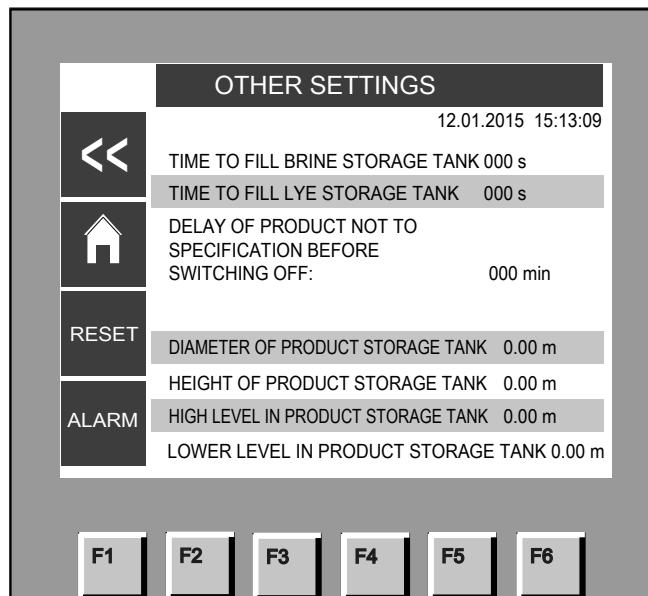 OTHER SETTINGS
12.01.2015 15:13:09
<<
TIME TO FILL BRINE STORAGE TANK 000 s
TIME TO FILL LYE STORAGE TANK 000 s
DELAY OF PRODUCT NOT TO
SPECIFICATION BEFORE
SWITCHING OFF: 000 min
RESET
DIAMETER OF PRODUCT STORAGE TANK 0.00 m
HEIGHT OF PRODUCT STORAGE TANK 0.00 m
ALARM
HIGH LEVEL IN PRODUCT STORAGE TANK 0.00 m
LOWER LEVEL IN PRODUCT STORAGE TANK 0.00 m
F1 F2 F3 F4 F5 F6